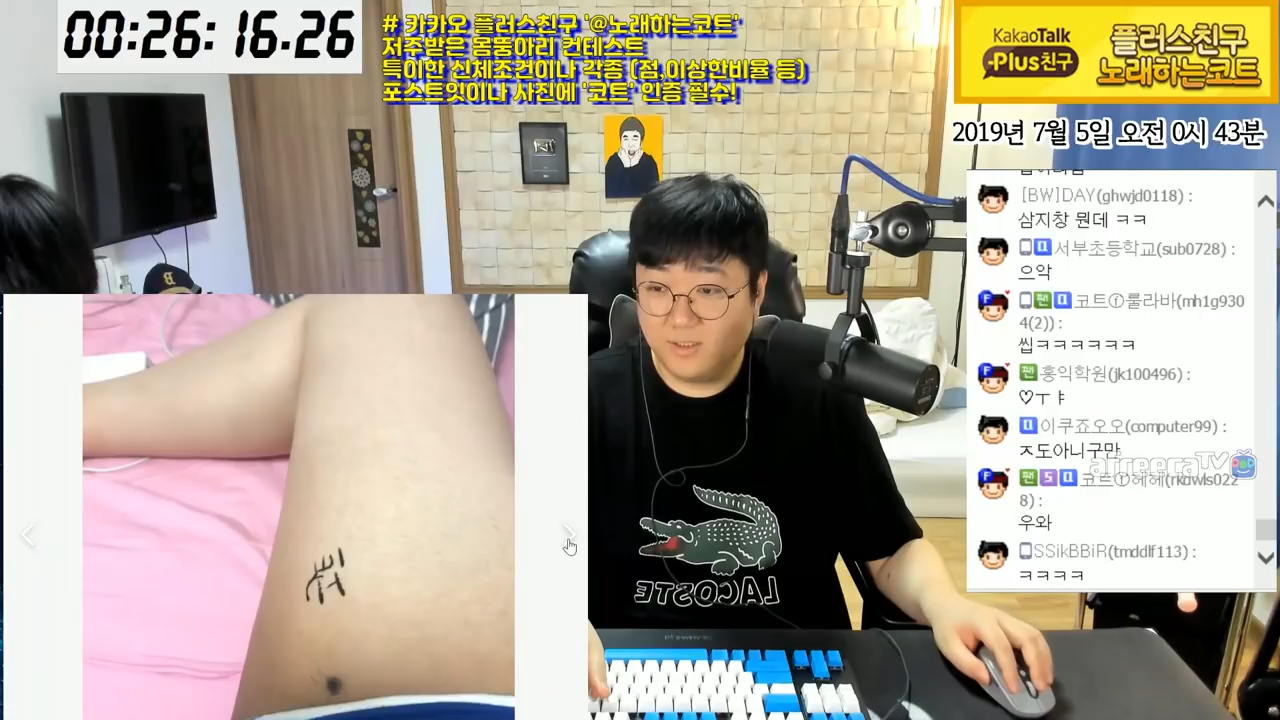 00:26:16.26
# 카카오 플러스친구 '@노래하는코트'
저주받은 몸뚱아리 컨테스트
특이한 신체조건이나 각종 (점,이상한비율 등)
포스트잇이나 사진에 '코트' 인증 필수!
KakaoTalk
Plus친구
플러스친구
노래하는코트
2019년 7월 5일 오전 0시 43분
[BW]DAY(ghwjd0118) :
삼지창 뭔데 ㅋㅋ
서부초등학교(sub0728) :
으악
팬 코트ⓕ룰라바(mh1g930
4(2)) :
씹ㅋㅋㅋㅋㅋㅋ
팬 홍익학원(jk100496) :
♡ㅜㅑ
이쿠죠오오(computer99) :
ㅈ도아니구만
afreecaTV
팬 S 코트ⓕ헤헤(rkdwls022
8) :
우와
SSikBBiR(tmddlf113) :
ㅋㅋㅋㅋ
LACOSTE